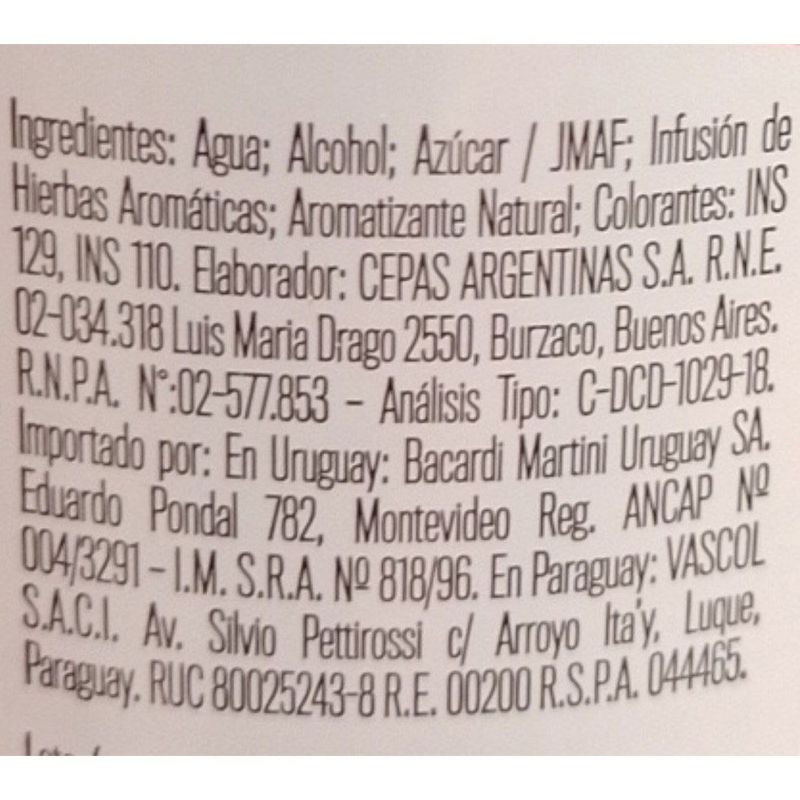 Ingredientes: Agua; Alcohol; Azúcar / JMAF; Infusión de
Hierbas Aromáticas; Aromatizante Natural; Colorantes: INS
129, INS 110. Elaborador: CEPAS ARGENTINAS S.A. R.N.E.
02-034.318 Luis Maria Drago 2550, Burzaco, Buenos Aires.
R.N.P.A. N°:02-577.853 - Análisis Tipo: C-DCD-1029-18.
Importado por: En Uruguay: Bacardi Martini Uruguay SA.
Eduardo Pondal 782, Montevideo Reg. ANCAP Nº
004/3291 - I.M. S.R.A. Nº 818/96. En Paraguay: VASCOL
S.A.C.I. Av. Silvio Pettirossi c/ Arroyo Ita'y, Luque,
Paraguay. RUC 80025243-8 R.E. 00200 R.S.P.A. 044465.